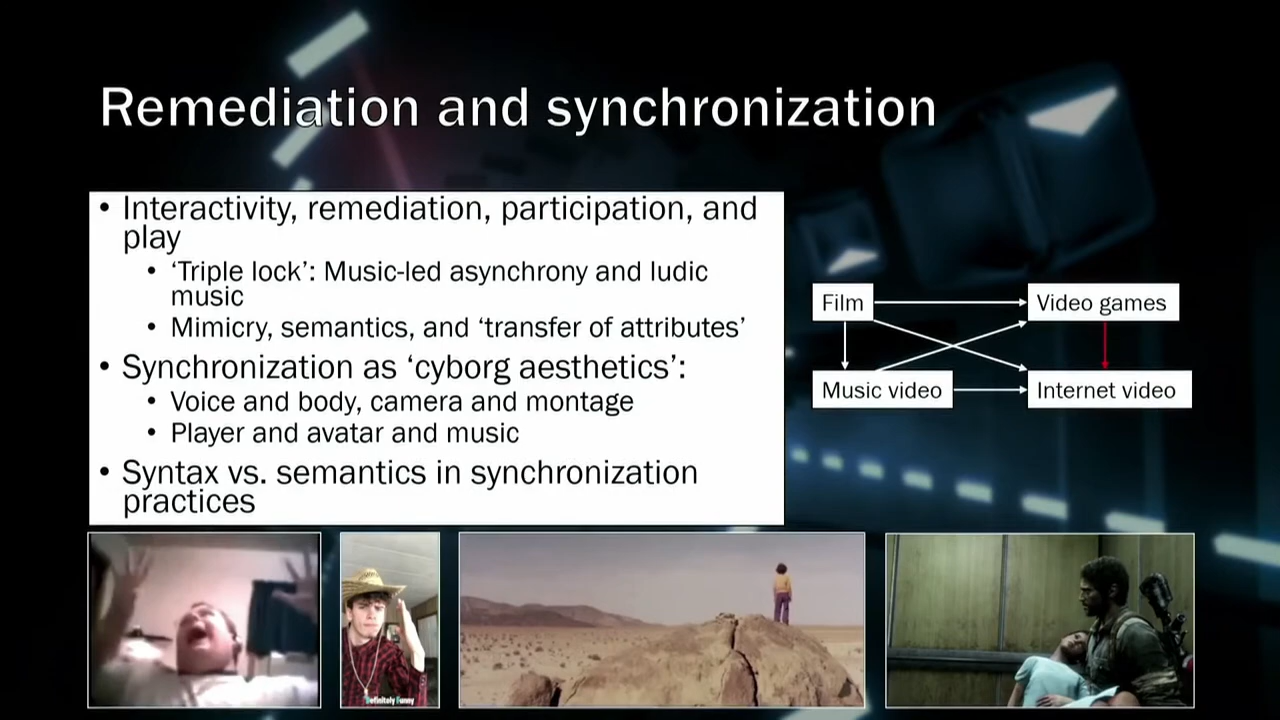 Remediation and synchronization
• Interactivity, remediation, participation, and
play
• ‘Triple lock’: Music-led asynchrony and ludic
music
• Mimicry, semantics, and ‘transfer of attributes’
• Synchronization as ‘cyborg aesthetics’:
• Voice and body, camera and montage
• Player and avatar and music
• Syntax vs. semantics in synchronization
practices
Film
Video games
Music video
Internet video
Definitely Funny